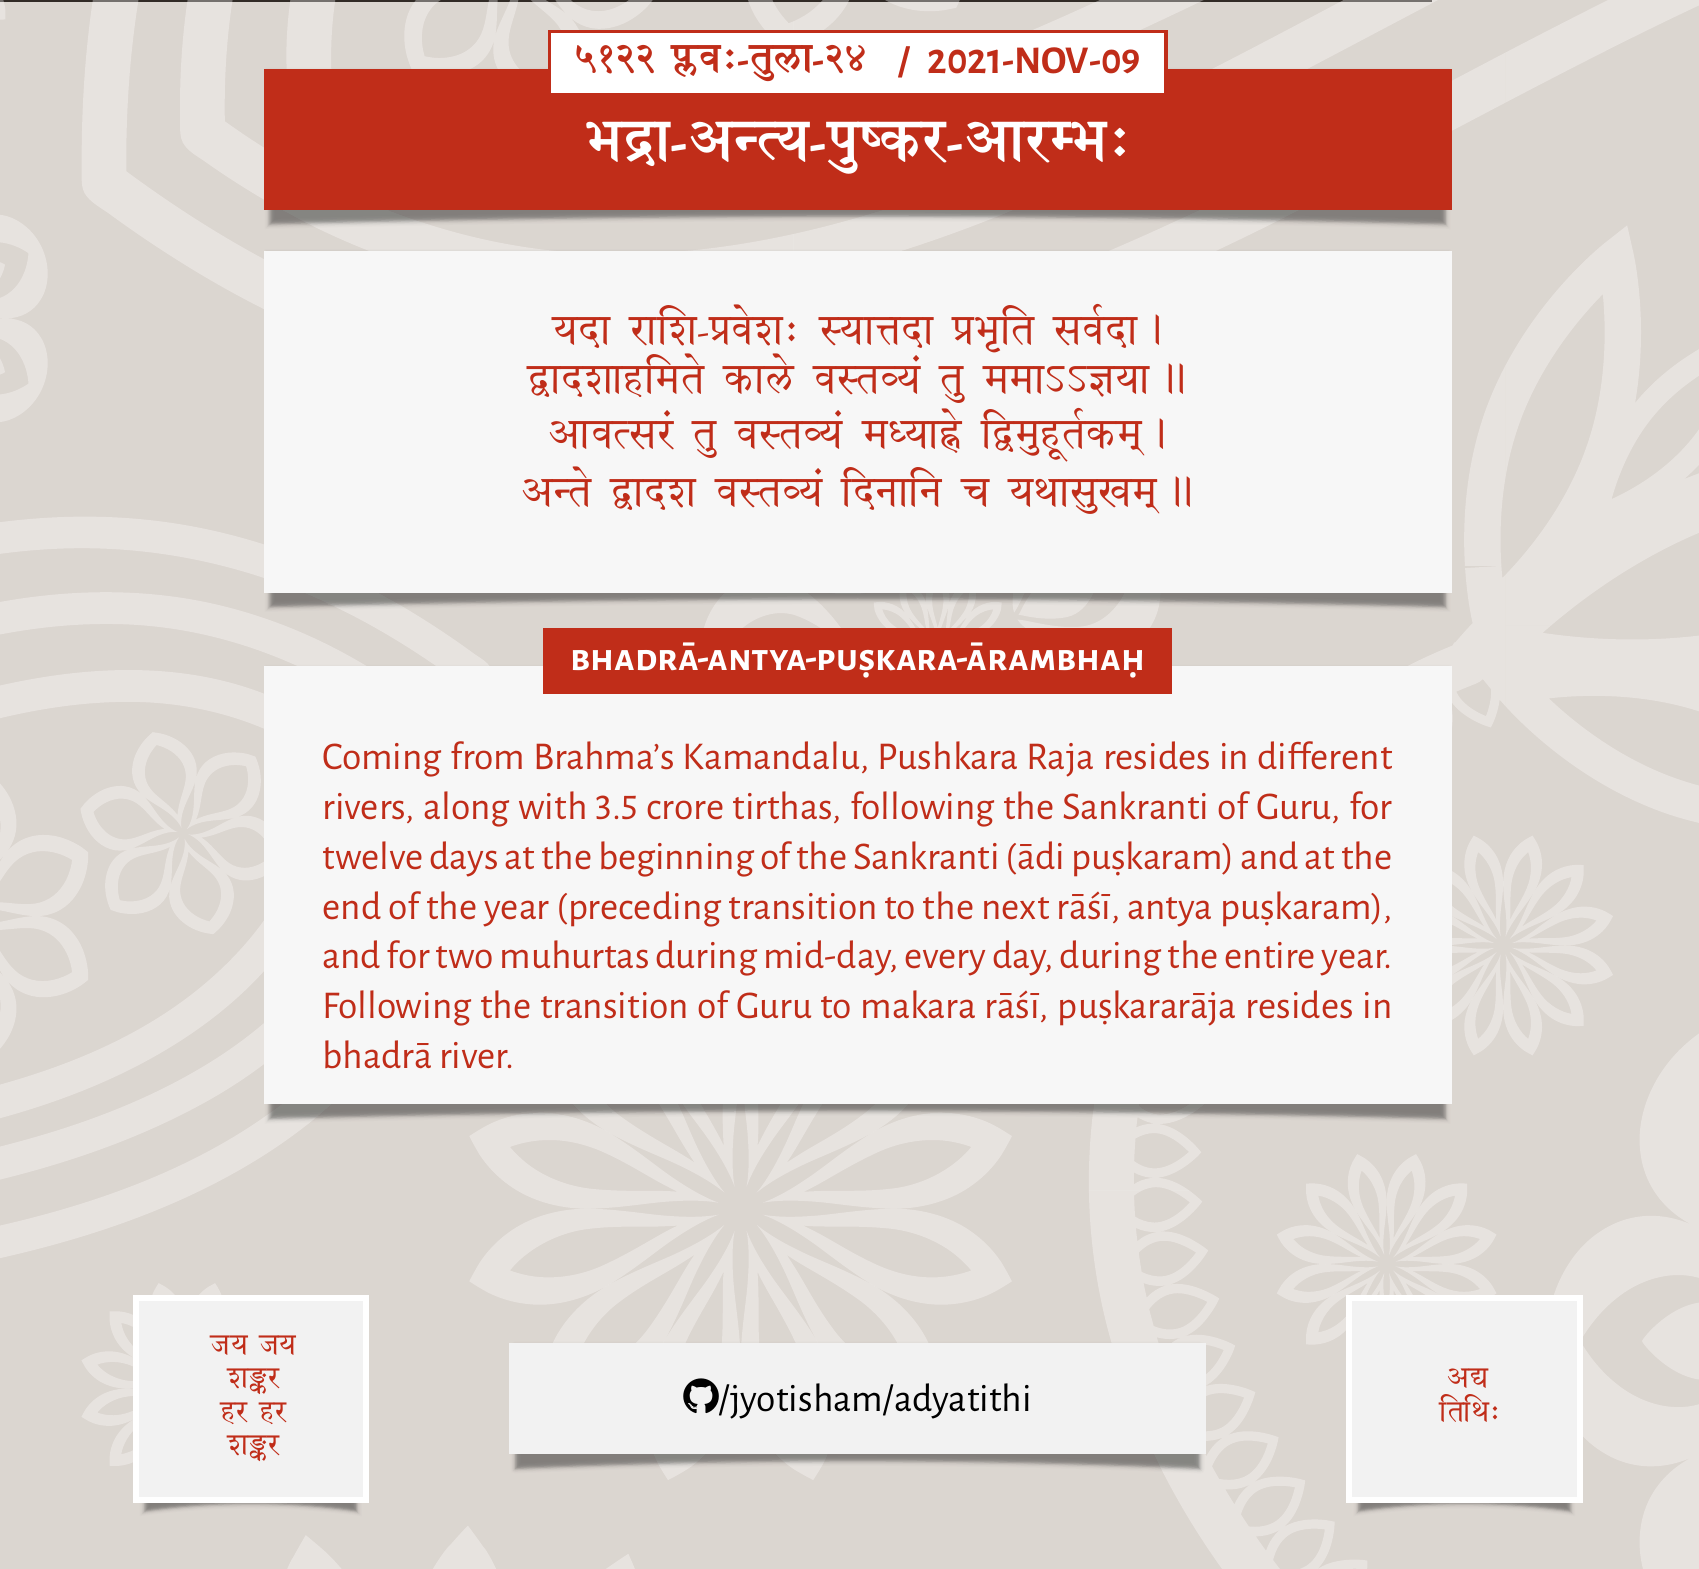 ५१२२ प्लवः-तुला-२४ / 2021-NOV-09
भद्रा-अन्त्य-पुष्कर-आरम्भः
यदा राशि-प्रवेशः स्यात्तदा प्रभृति सर्वदा।
द्वादशाहमिते काले वस्तव्यं तु ममाऽऽज्ञया॥
आवत्सरं तु वस्तव्यं मध्याह्ने द्विमुहूर्तकम्।
अन्ते द्वादश वस्तव्यं दिनानि च यथासुखम्॥
BHADRĀ-ANTYA-PUṢKARA-ĀRAMBHAḤ
Coming from Brahma’s Kamandalu, Pushkara Raja resides in different
rivers, along with 3.5 crore tirthas, following the Sankranti of Guru, for
twelve days at the beginning of the Sankranti (ādi puṣkaram) and at the
end of the year (preceding transition to the next rāśī, antya puṣkaram),
and for two muhurtas during mid-day, every day, during the entire year.
Following the transition of Guru to makara rāśī, puṣkararāja resides in
bhadrā river.
जय जय
शङ्कर
हर हर
शङ्कर
/jyotisham/adyatithi
अद्य
तिथिः